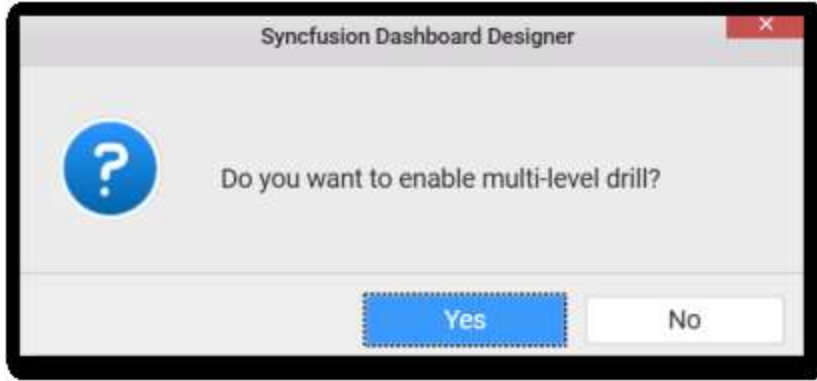 Syncfusion Dashboard Designer
Do you want to enable multi-level drill?
Yes
No